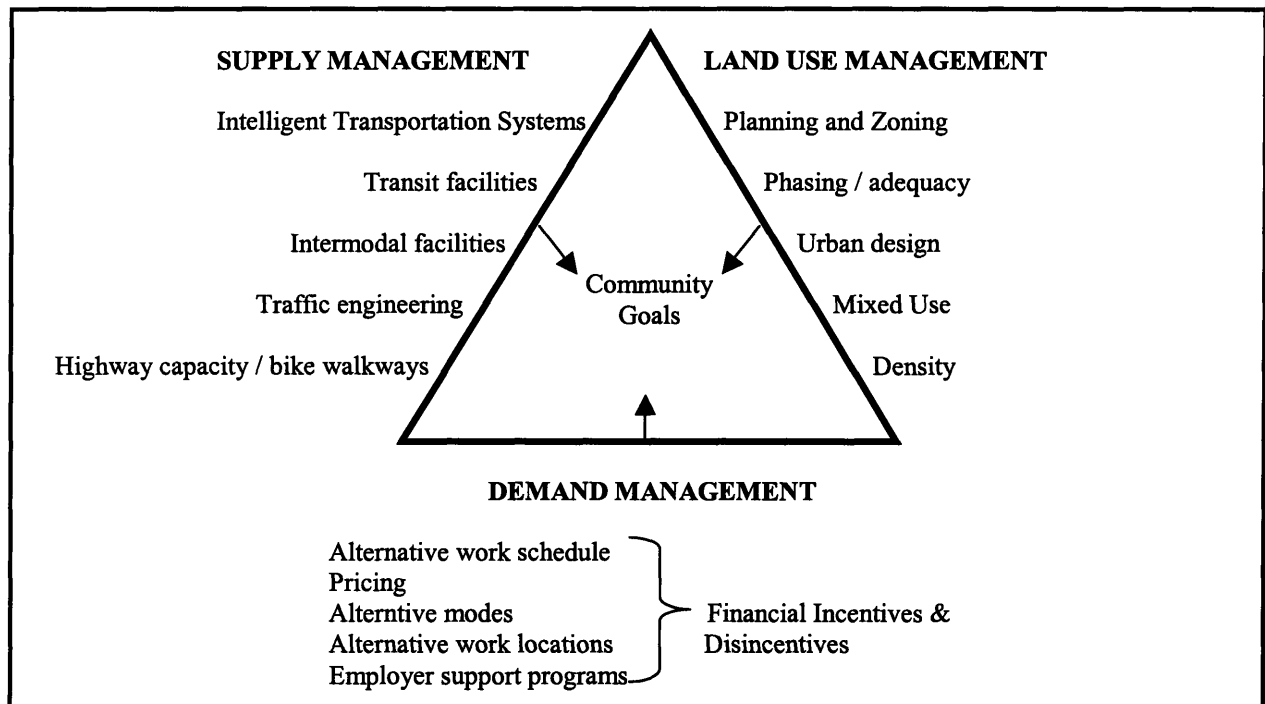 SUPPLY MANAGEMENT
Intelligent Transportation Systems
Transit facilities
Intermodal facilities
Traffic engineering
Highway capacity / bike walkways
LAND USE MANAGEMENT
Planning and Zoning
Phasing / adequacy
Urban design
Mixed Use
Density
Community
Goals
DEMAND MANAGEMENT
Alternative work schedule
Pricing
Alterntive modes
Alternative work locations
Employer support programs
Financial Incentives &
Disincentives